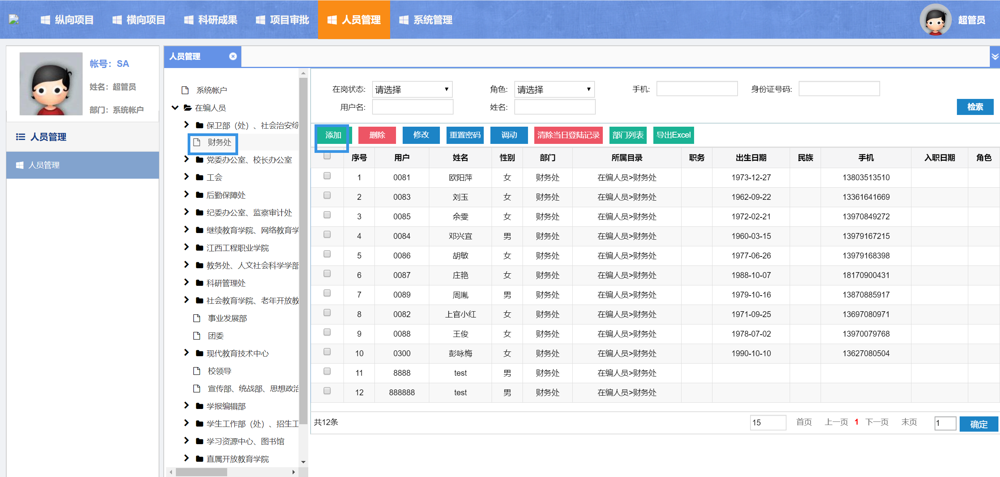 纵向项目 横向项目 科研成果 项目审批 人员管理 系统管理 超管员
帐号：SA
姓名：超管员
部门：系统帐户
人员管理
人员管理
人员管理
系统帐户
在编人员
保卫部（处）、社会治安综
财务处
党委办公室、校长办公室
工会
后勤保障处
纪委办公室、监察审计处
继续教育学院、网络教育学
江西工程职业学院
教务处、人文社会科学学部
科研管理处
社会教育学院、老年开放教
事业发展部
团委
现代教育技术中心
校领导
宣传部、统战部、思想政治
学报编辑部
学生工作部（处）、招生工
学习资源中心、图书馆
直属开放教育学院
在岗状态: 请选择 角色: 请选择 手机: 身份证号码:
用户名: 姓名: 检索
添加 删除 修改 重置密码 调动 清除当日登陆记录 部门列表 导出Excel
序号 用户 姓名 性别 部门 所属目录 职务 出生日期 民族 手机 入职日期 角色
1 0081 欧阳萍 女 财务处 在编人员>财务处 1973-12-27 13803513510
2 0083 刘玉 女 财务处 在编人员>财务处 1962-09-22 13361641669
3 0085 余雯 女 财务处 在编人员>财务处 1972-02-21 13970849272
4 0084 邓兴宜 男 财务处 在编人员>财务处 1960-03-15 13979167215
5 0086 胡敏 女 财务处 在编人员>财务处 1977-06-26 13979168398
6 0087 庄艳 女 财务处 在编人员>财务处 1988-10-07 18170900431
7 0089 周胤 男 财务处 在编人员>财务处 1979-10-16 13870885917
8 0082 上官小红 女 财务处 在编人员>财务处 1971-09-25 13697080971
9 0088 王俊 女 财务处 在编人员>财务处 1978-07-02 13970079768
10 0300 彭咏梅 女 财务处 在编人员>财务处 1990-10-10 13627080504
11 8888 test 男 财务处 在编人员>财务处
12 888888 test 男 财务处 在编人员>财务处
共12条 15 首页 上一页 1 下一页 末页 1 确定